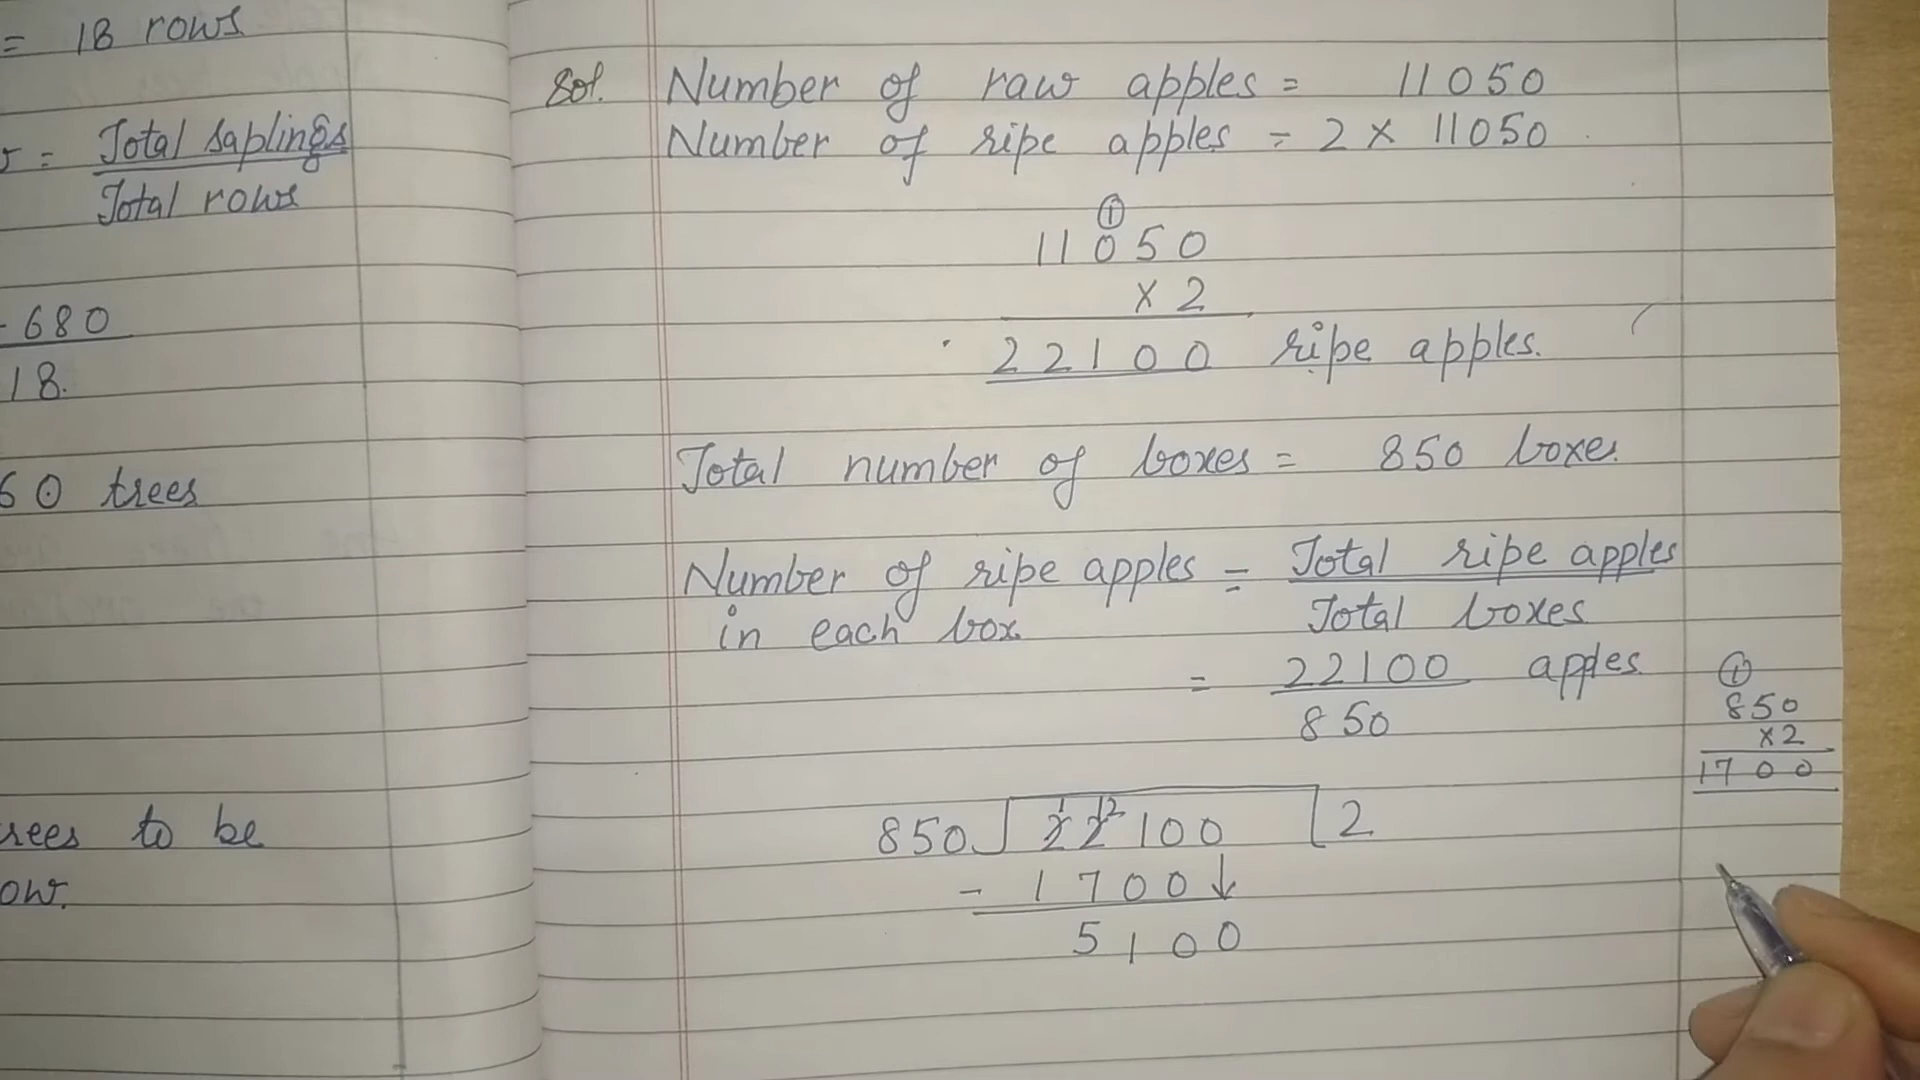 = 18 rows
= Total saplings
Total rows
680
18.
60 trees
to be
Sol. Number of raw apples = 11050
Number of ripe apples = 2 x 11050
1
11050
x 2
22100 ripe apples.
Total number of boxes = 850 boxes
Number of ripe apples = Total ripe apples
in each box Total boxes
= 22100 apples
850
1
850
x2
1700
1 12
850 22100 2
- 1700↓
5100